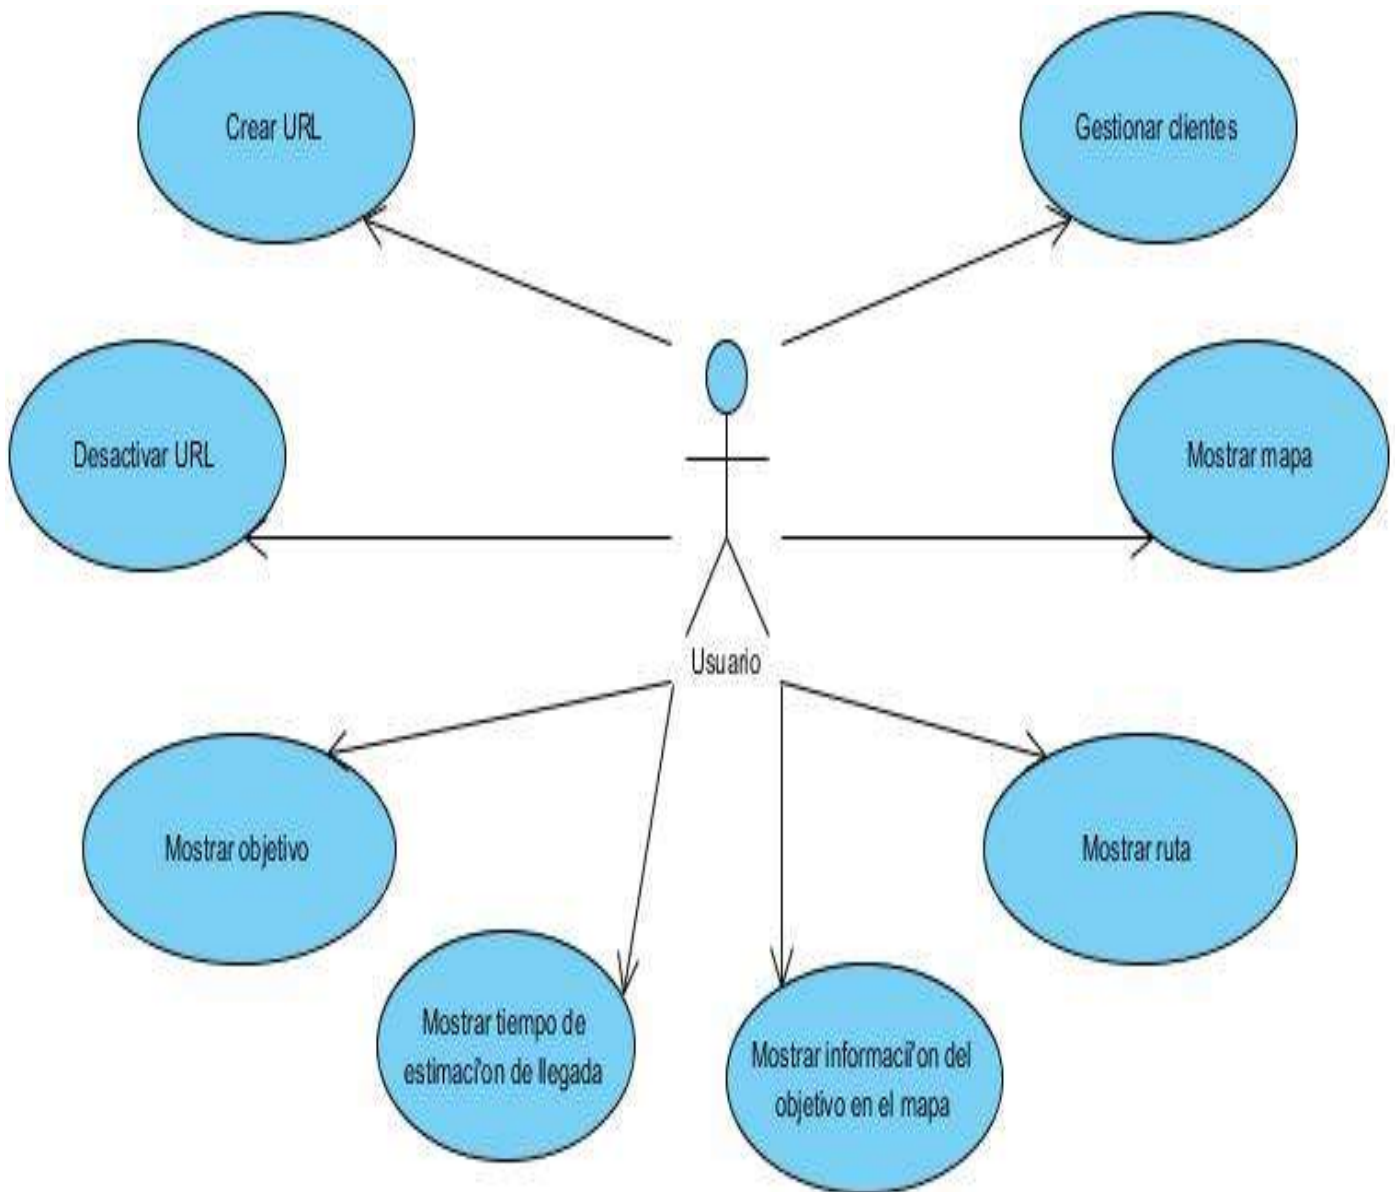 Crear URL
Gestionar clientes
Desactivar URL
Mostrar mapa
Usuario
Mostrar objetivo
Mostrar ruta
Mostrar tiempo de
estimaci'on de llegada
Mostrar informacii'on del
objetivo en el mapa